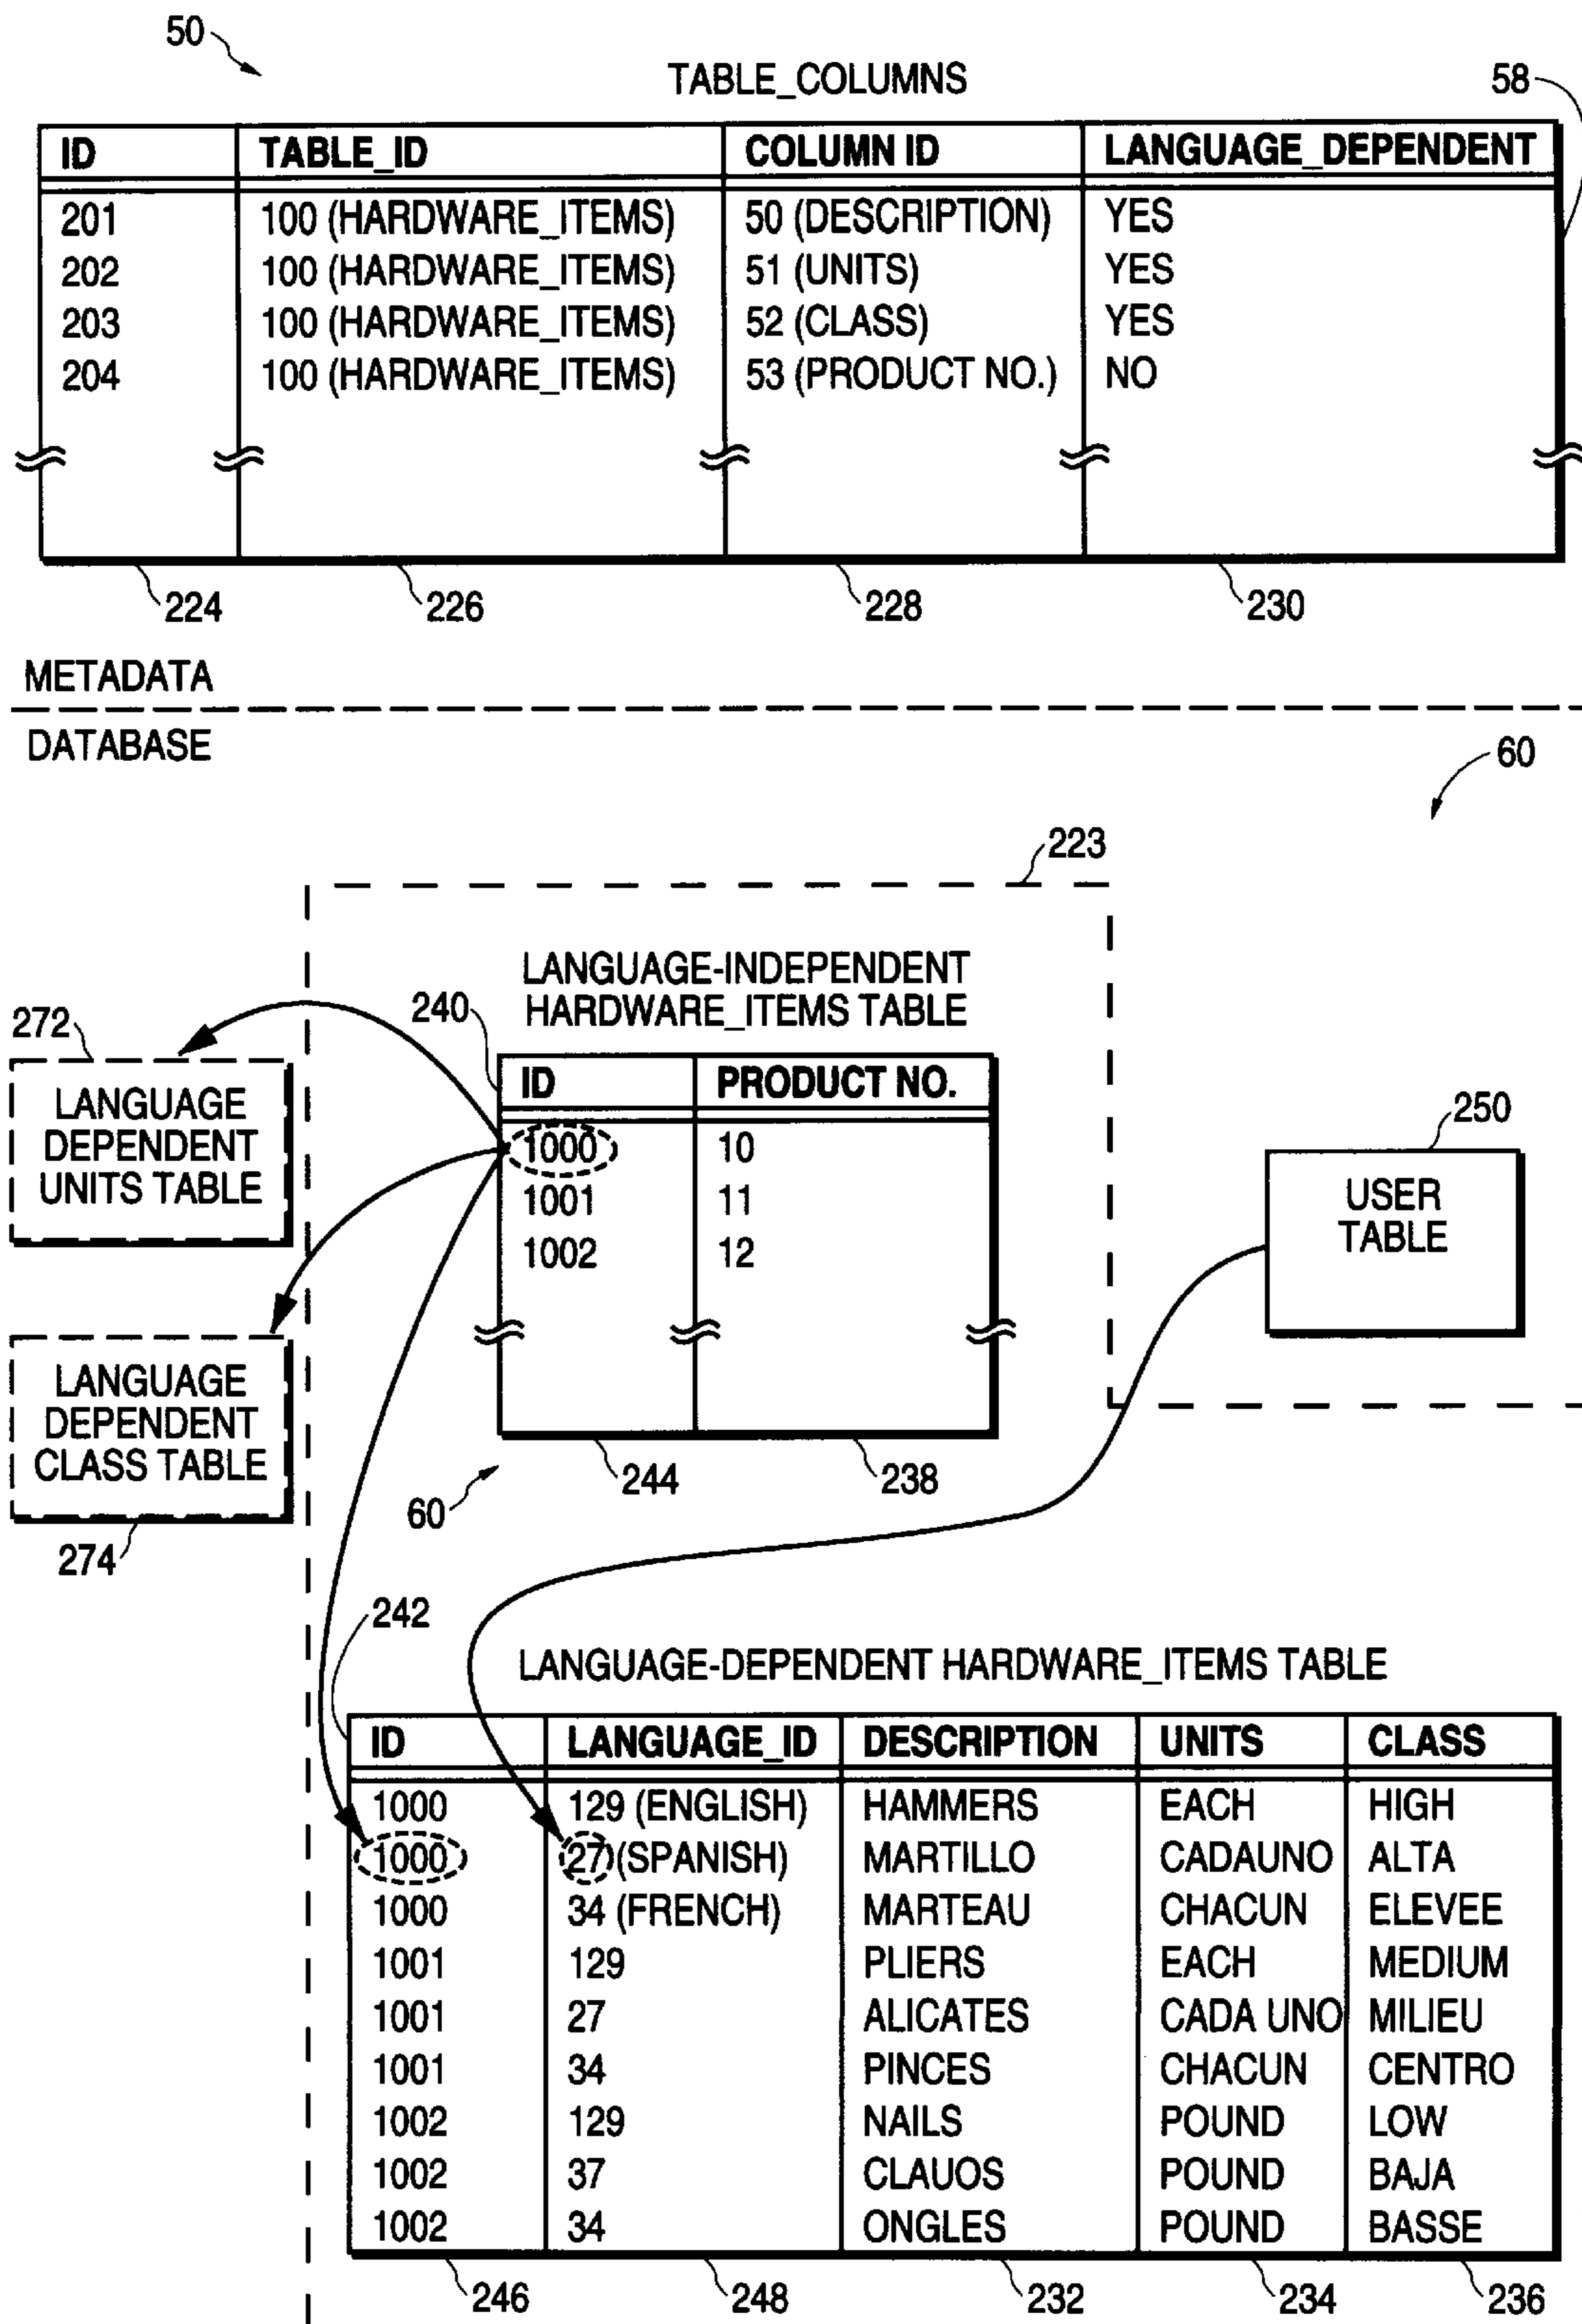 50
TABLE_COLUMNS
58
ID TABLE_ID COLUMN ID LANGUAGE_DEPENDENT
201 100 (HARDWARE_ITEMS) 50 (DESCRIPTION) YES
202 100 (HARDWARE_ITEMS) 51 (UNITS) YES
203 100 (HARDWARE_ITEMS) 52 (CLASS) YES
204 100 (HARDWARE_ITEMS) 53 (PRODUCT NO.) NO
224 226 228 230
METADATA
DATABASE
60
223
LANGUAGE-INDEPENDENT
HARDWARE_ITEMS TABLE
240
272
LANGUAGE
DEPENDENT
UNITS TABLE
ID PRODUCT NO.
1000 10
1001 11
1002 12
250
USER
TABLE
LANGUAGE
DEPENDENT
CLASS TABLE
274
244 238
60
242
LANGUAGE-DEPENDENT HARDWARE_ITEMS TABLE
ID LANGUAGE_ID DESCRIPTION UNITS CLASS
1000 129 (ENGLISH) HAMMERS EACH HIGH
1000 27 (SPANISH) MARTILLO CADAUNO ALTA
1000 34 (FRENCH) MARTEAU CHACUN ELEVEE
1001 129 PLIERS EACH MEDIUM
1001 27 ALICATES CADA UNO MILIEU
1001 34 PINCES CHACUN CENTRO
1002 129 NAILS POUND LOW
1002 37 CLAUOS POUND BAJA
1002 34 ONGLES POUND BASSE
246 248 232 234 236